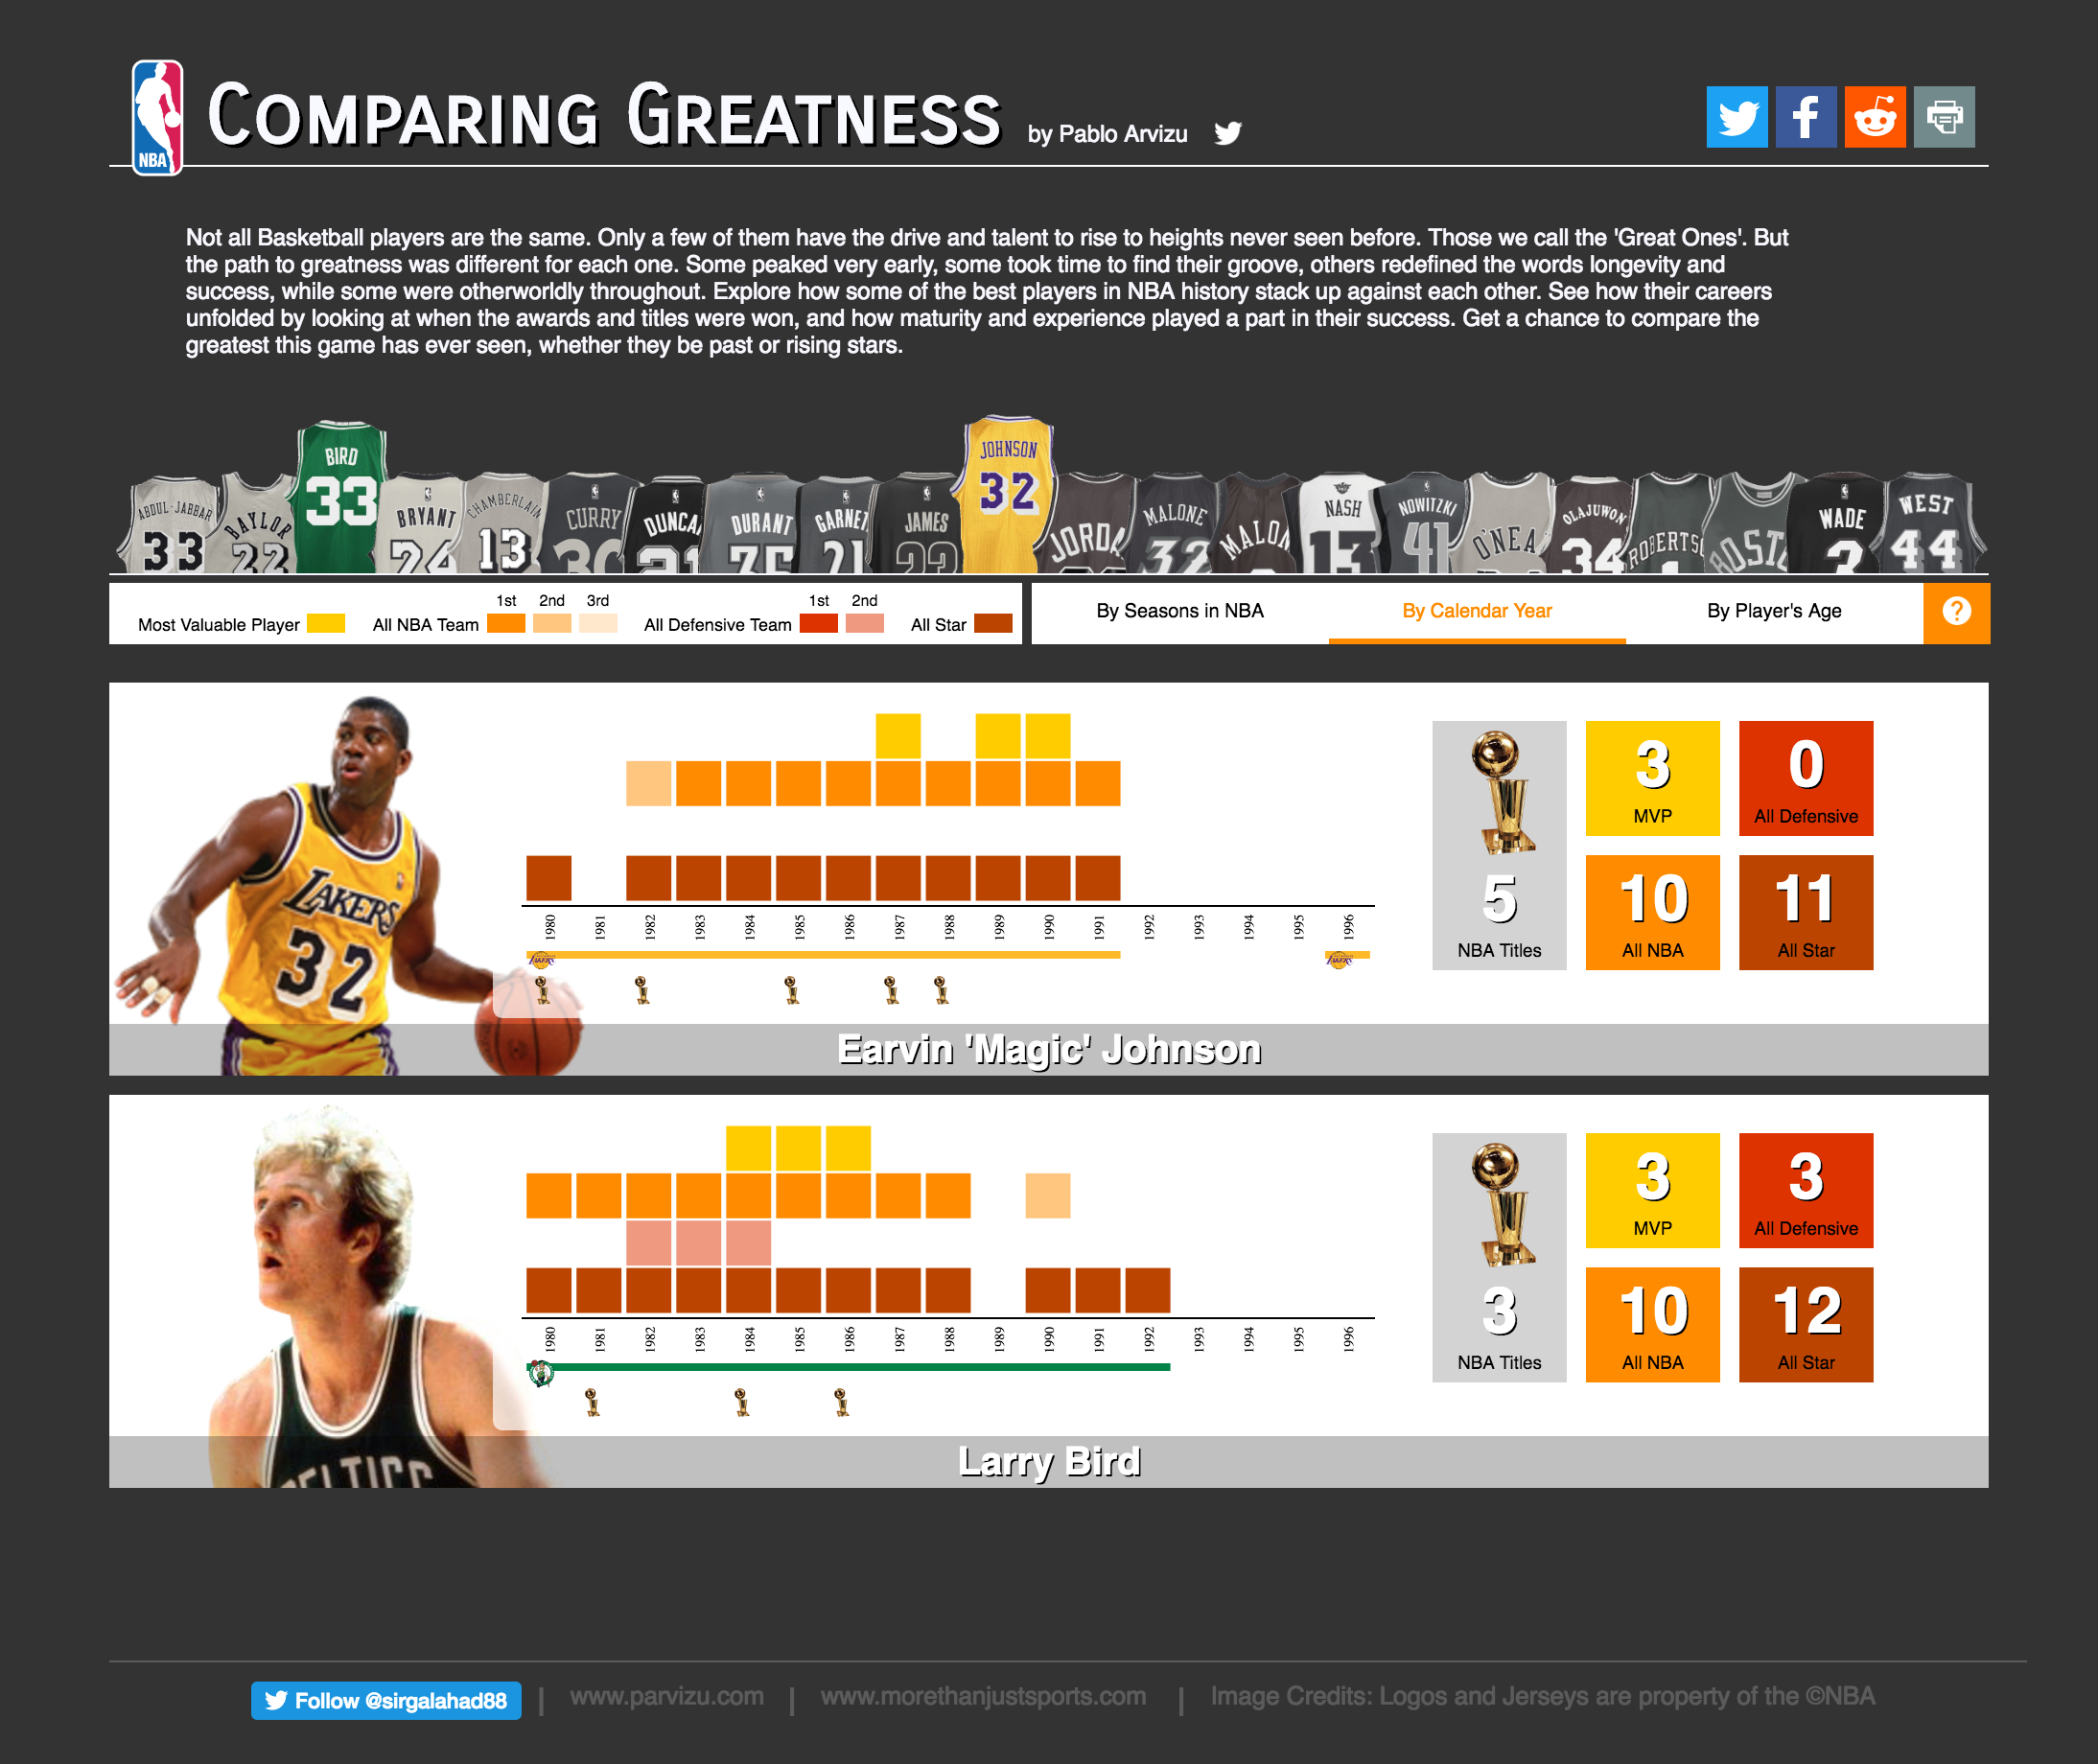 NBA
COMPARING GREATNESS by Pablo Arvizu
Not all Basketball players are the same. Only a few of them have the drive and talent to rise to heights never seen before. Those we call the 'Great Ones'. But
the path to greatness was different for each one. Some peaked very early, some took time to find their groove, others redefined the words longevity and
success, while some were otherworldly throughout. Explore how some of the best players in NBA history stack up against each other. See how their careers
unfolded by looking at when the awards and titles were won, and how maturity and experience played a part in their success. Get a chance to compare the
greatest this game has ever seen, whether they be past or rising stars.
ABDUL-JABBAR 33
BAYLOR 22
BIRD 33
BRYANT 24
CHAMBERLAIN 13
CURRY 30
DUNCA 21
DURANT 35
GARNET 21
JAMES 23
JOHNSON 32
JORDA
MALONE 32
MALON
NASH 13
NOWITZKI 41
O'NEA
OLAJUWON 34
ROBERTSO 1
BOST
WADE 3
WEST 44
1st 2nd 3rd 1st 2nd
Most Valuable Player All NBA Team All Defensive Team All Star
By Seasons in NBA By Calendar Year By Player's Age ?
LAKERS
32
1980 1981 1982 1983 1984 1985 1986 1987 1988 1989 1990 1991 1992 1993 1994 1995 1996
3
MVP
0
All Defensive
5
NBA Titles
10
All NBA
11
All Star
Earvin 'Magic' Johnson
ELTICS
1980 1981 1982 1983 1984 1985 1986 1987 1988 1989 1990 1991 1992 1993 1994 1995 1996
3
MVP
3
All Defensive
3
NBA Titles
10
All NBA
12
All Star
Larry Bird
Follow @sirgalahad88 | www.parvizu.com | www.morethanjustsports.com | Image Credits: Logos and Jerseys are property of the ©NBA